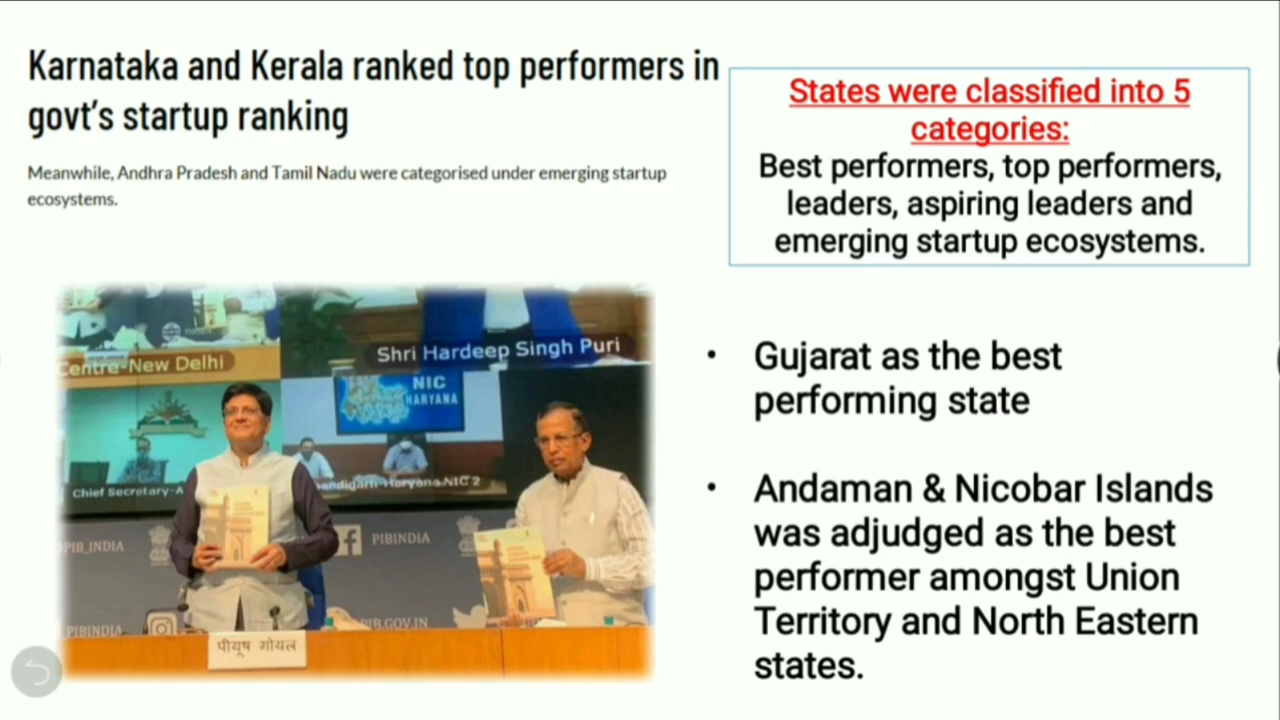 Karnataka and Kerala ranked top performers in
govt's startup ranking
Meanwhile, Andhra Pradesh and Tamil Nadu were categorised under emerging startup
ecosystems.
States were classified into 5
categories:
Best performers, top performers,
leaders, aspiring leaders and
emerging startup ecosystems.
Centre-New Delhi
Shri Hardeep Singh Puri
NIC
HARYANA
Chief Secretary-A
andigarh-Haryana NIC 2
PIB_INDIA
PIBINDIA
PIBINDIA
PIB.GOV.IN
पीयूष गोयल
• Gujarat as the best
performing state
• Andaman & Nicobar Islands
was adjudged as the best
performer amongst Union
Territory and North Eastern
states.